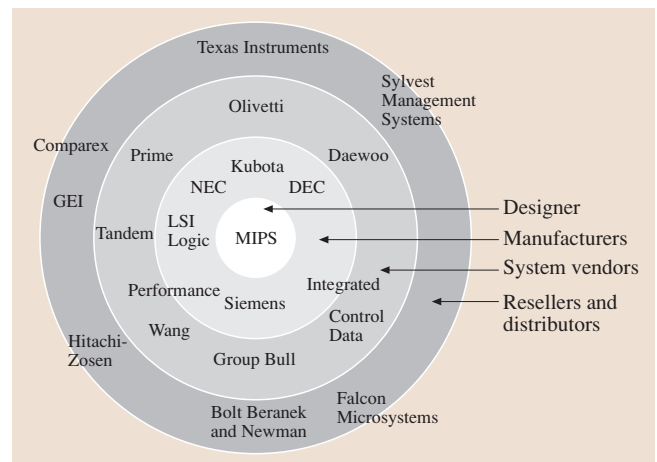 Texas Instruments
Sylvest
Management
Systems
Olivetti
Comparex
Prime
Daewoo
Kubota
NEC
DEC
GEI
LSI
Logic
Tandem
MIPS
Designer
Manufacturers
System vendors
Resellers and
distributors
Performance
Integrated
Siemens
Wang
Control
Data
Hitachi-
Zosen
Group Bull
Falcon
Microsystems
Bolt Beranek
and Newman